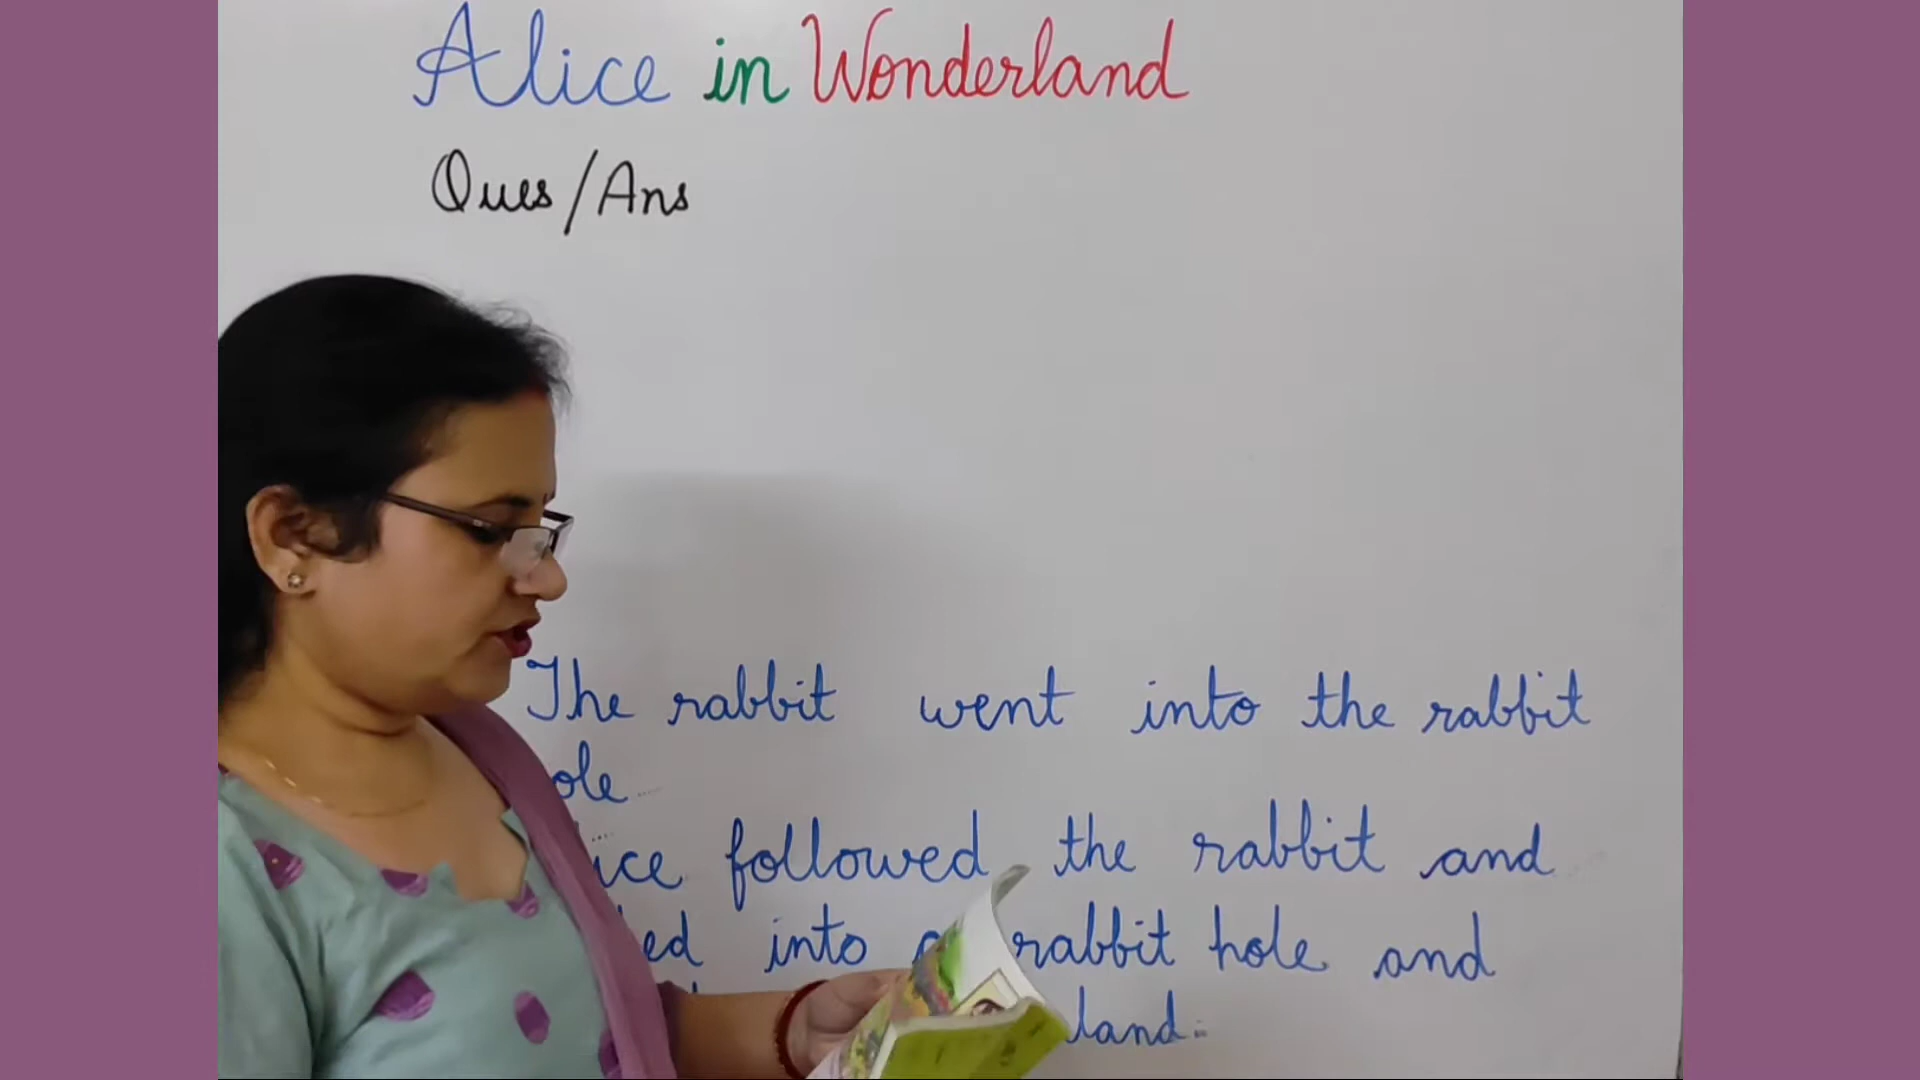 Alice in Wonderland
Ques/Ans
The rabbit went into the rabbit
ole
ice followed the rabbit and
ed into rabbit hole and
land.